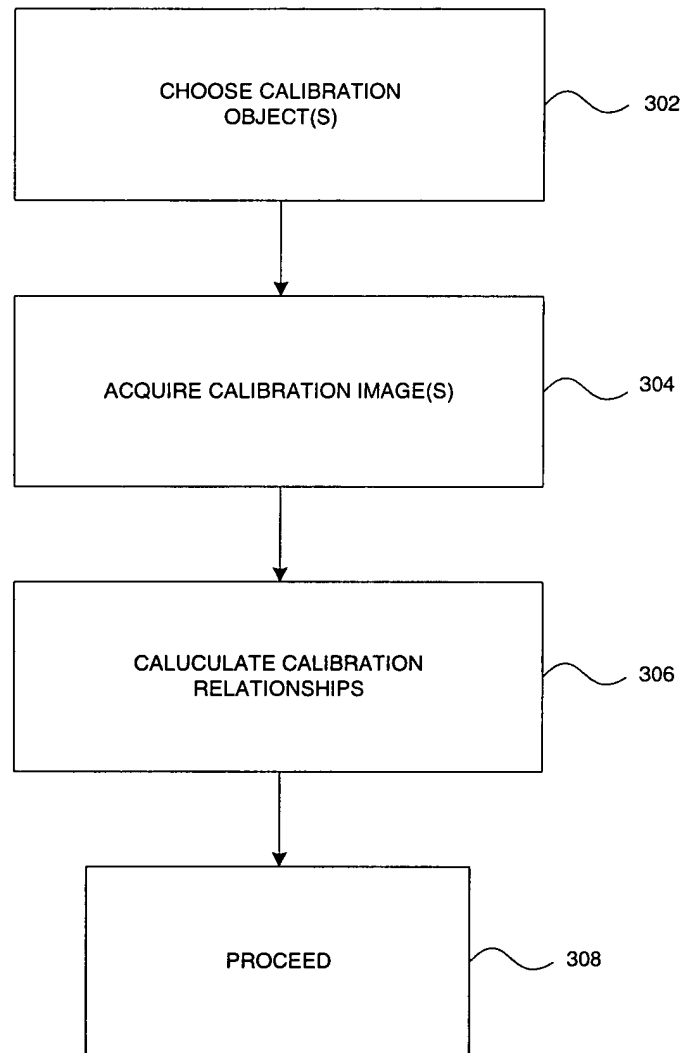 CHOOSE CALIBRATION
OBJECT(S)
302
ACQUIRE CALIBRATION IMAGE(S)
304
CALUCULATE CALIBRATION
RELATIONSHIPS
306
PROCEED
308